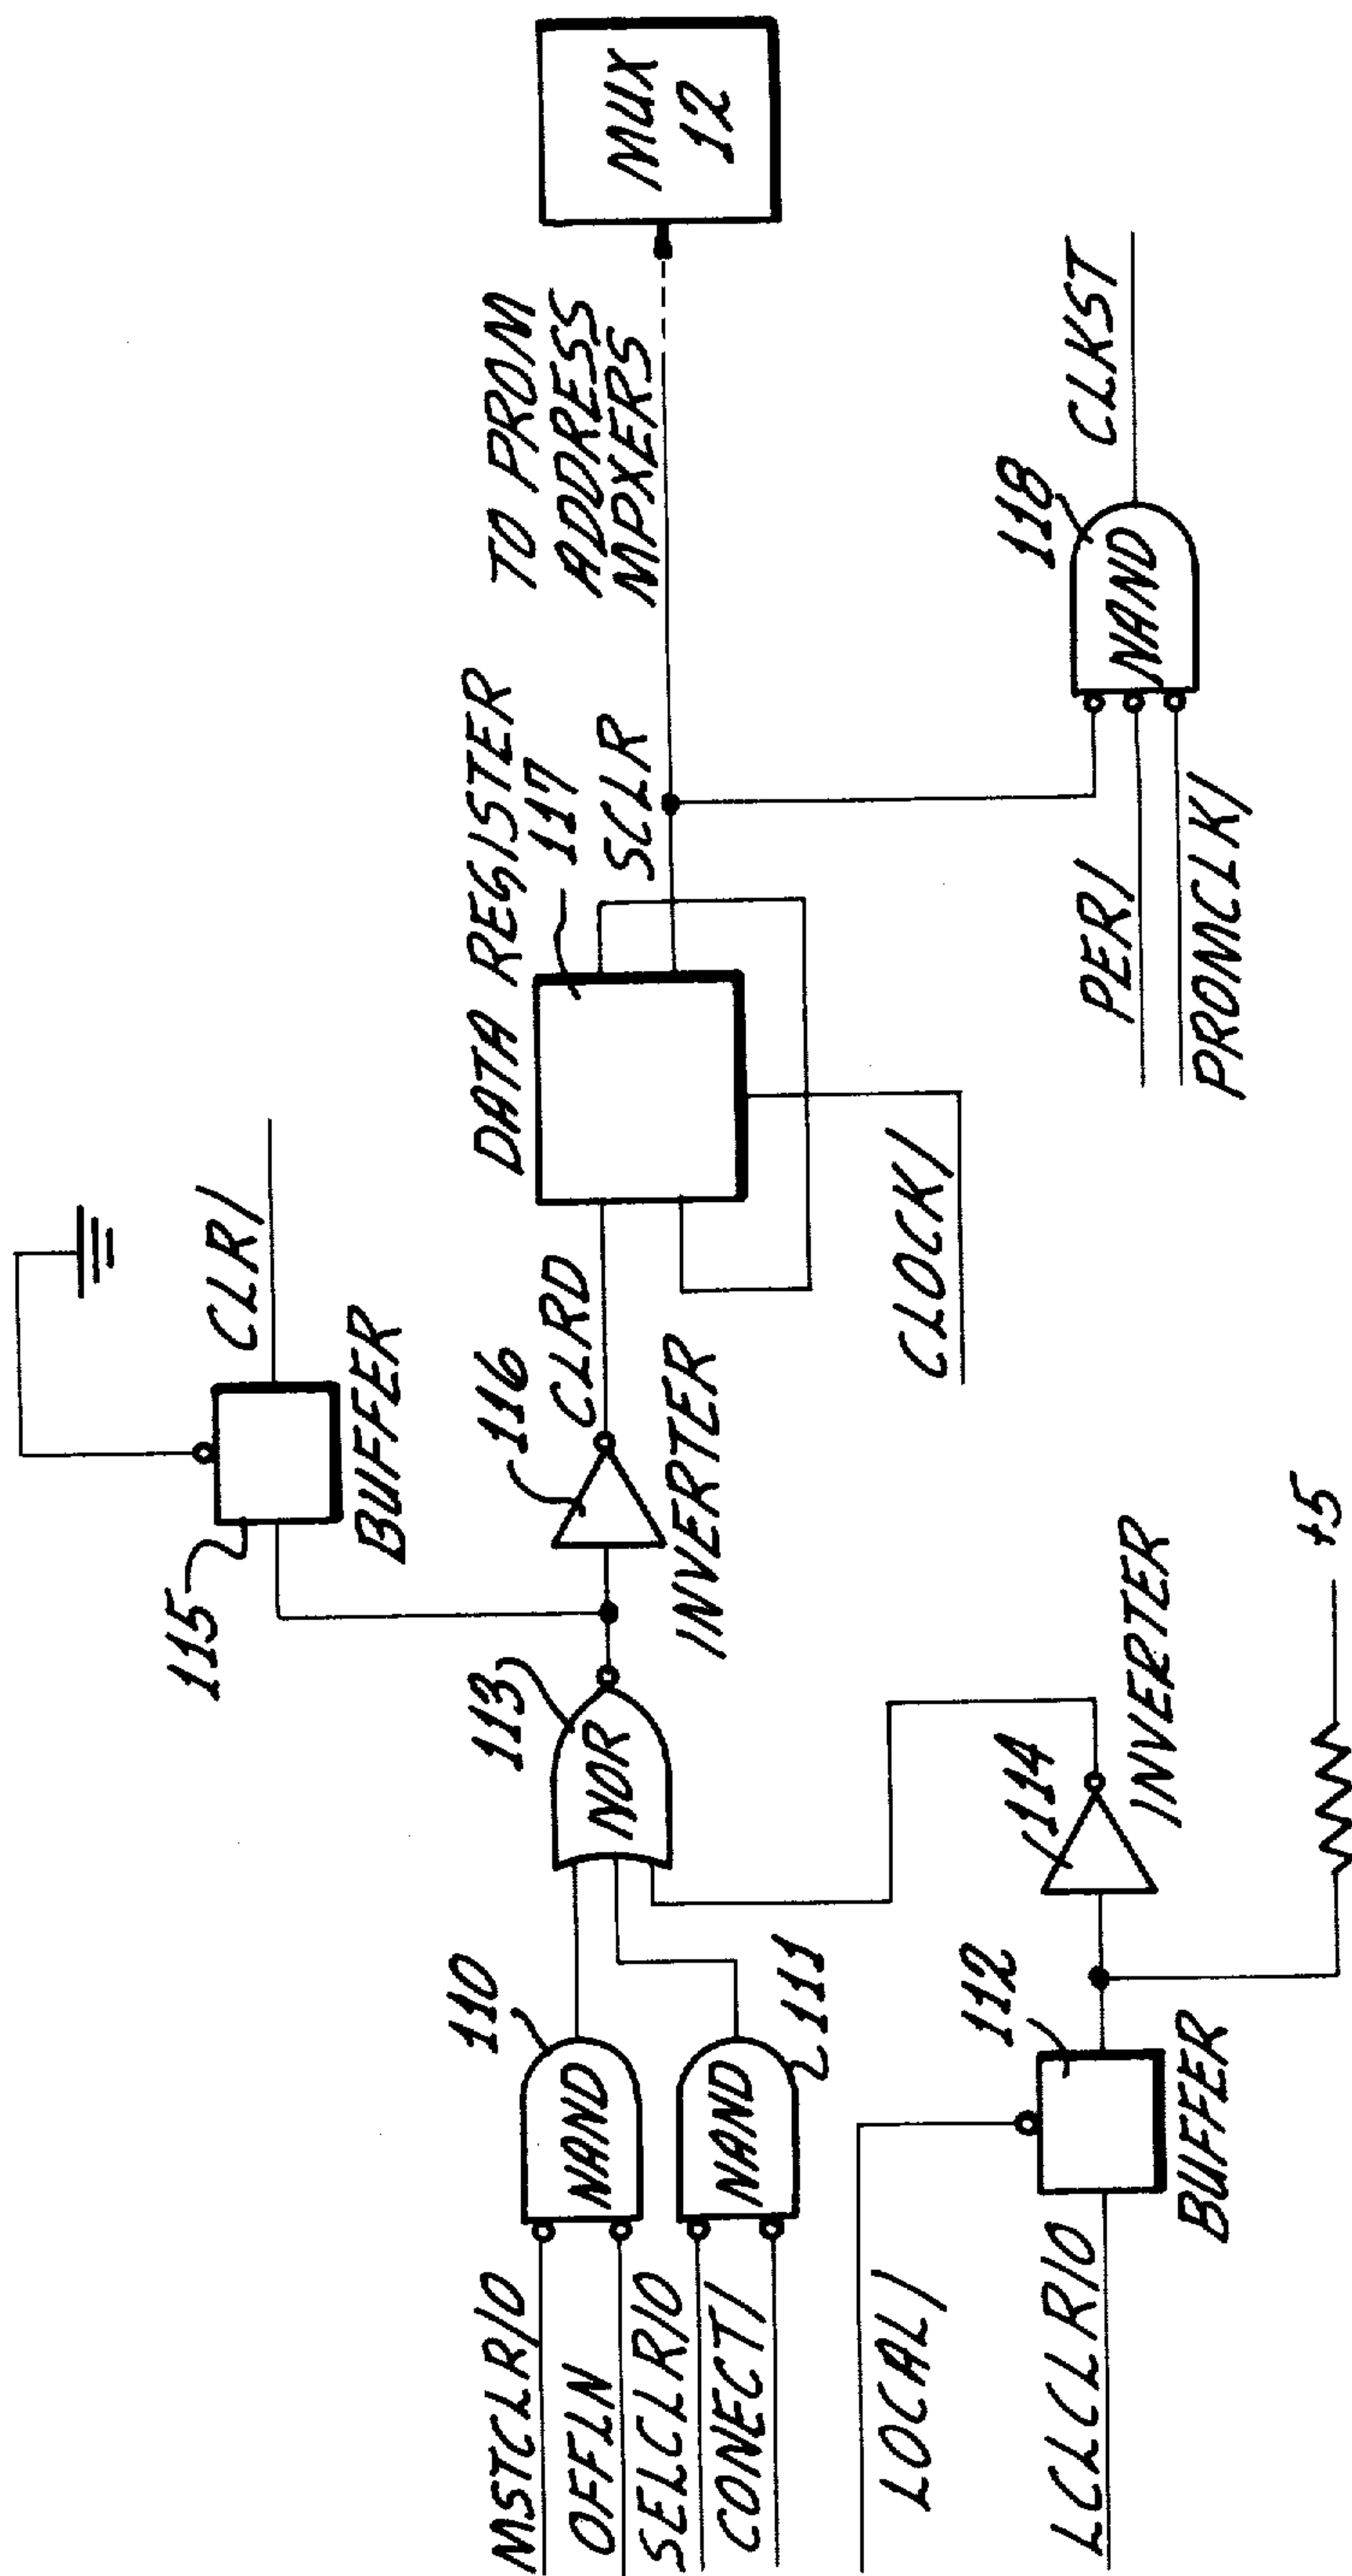 MSTCLR/O
OFFLN
SELCLR/O
CONECT/
LOCAL/
LCLCLR/O
110
NAND
NAND
111
112
BUFFER
113
NOR
114
INVERTER
+5
115
BUFFER
CLR/
116
CLRD
INVERTER
DATA REGISTER
117
SCLR
CLOCK/
TO PROM
ADDRESS
MPXERS
MUX
12
PER/
PROMCLK/
118
NAND
CLKST